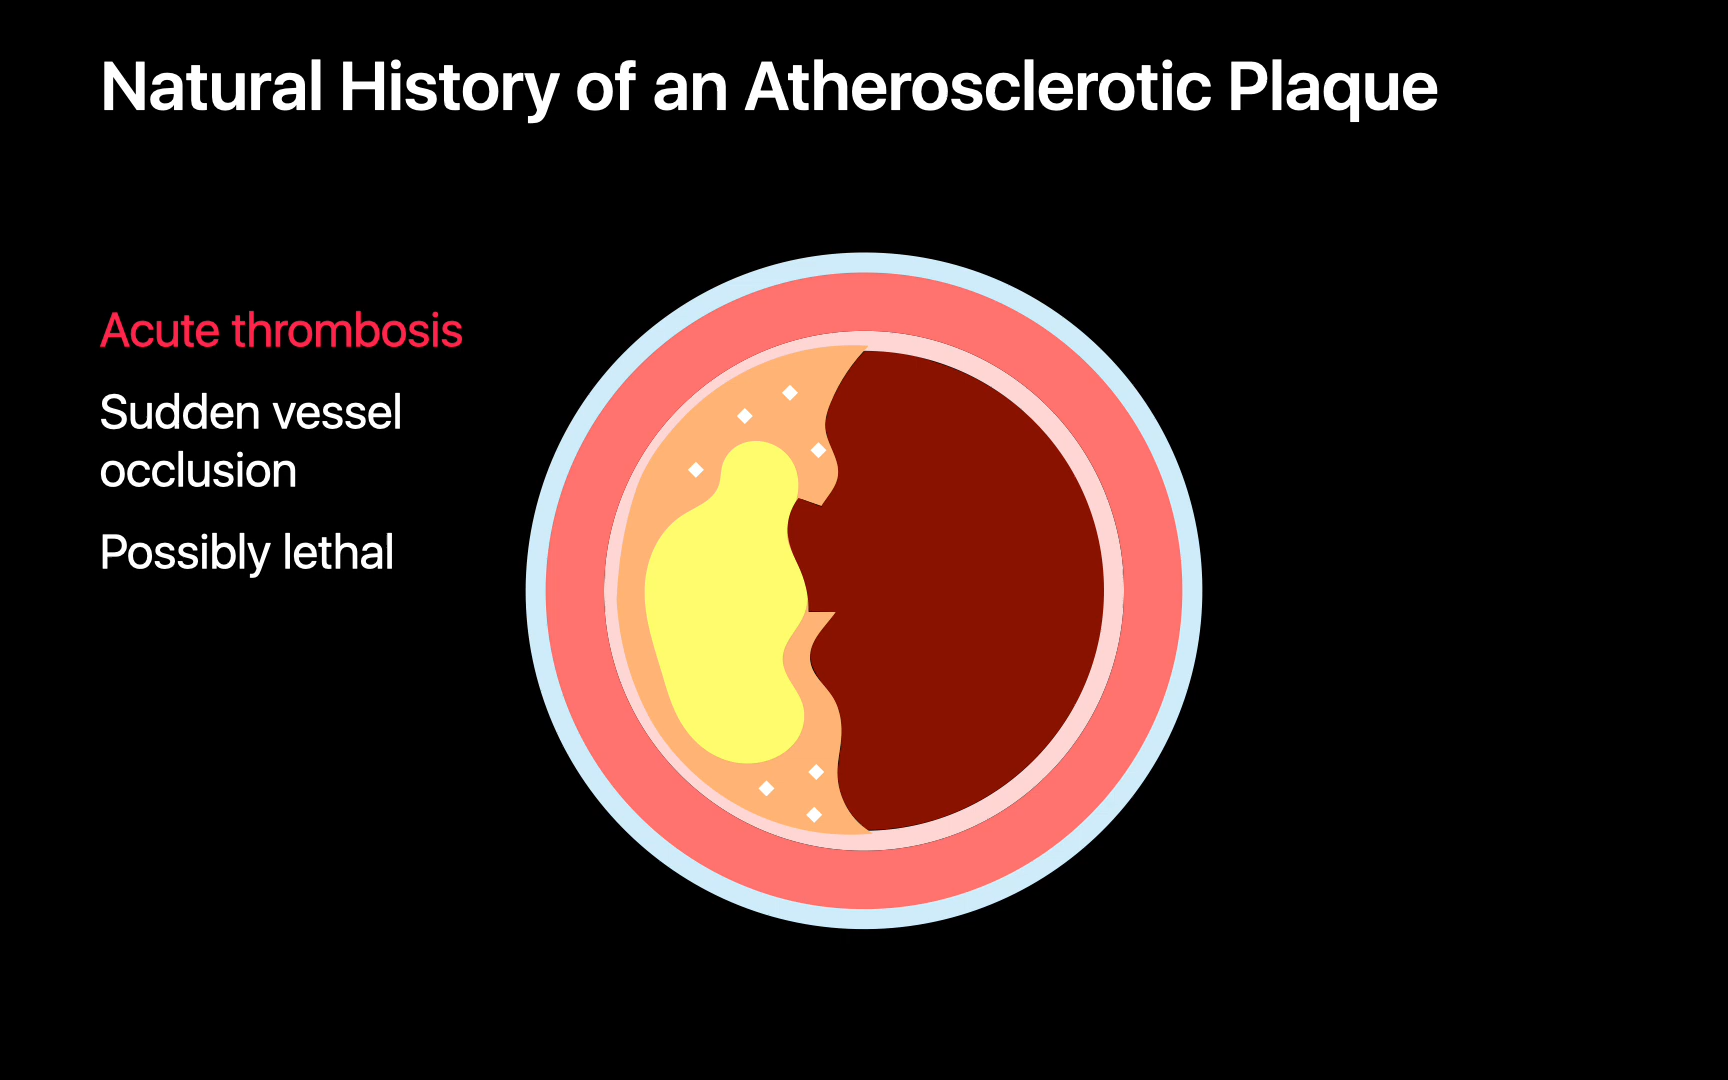 Natural History of an Atherosclerotic Plaque
Acute thrombosis
Sudden vessel
occlusion
Possibly lethal